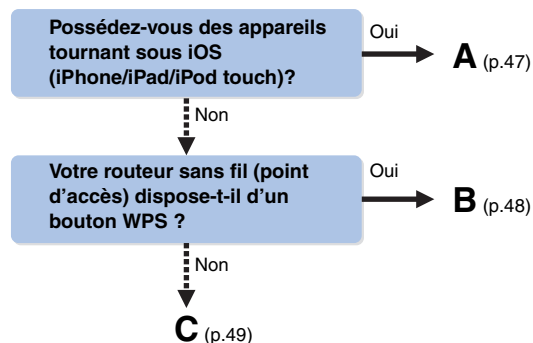 Possédez-vous des appareils
tournant sous iOS
(iPhone/iPad/iPod touch)?
Oui
A (p.47)
Non
Votre routeur sans fil (point
d’accès) dispose-t-il d’un
bouton WPS ?
Oui
B (p.48)
Non
C (p.49)